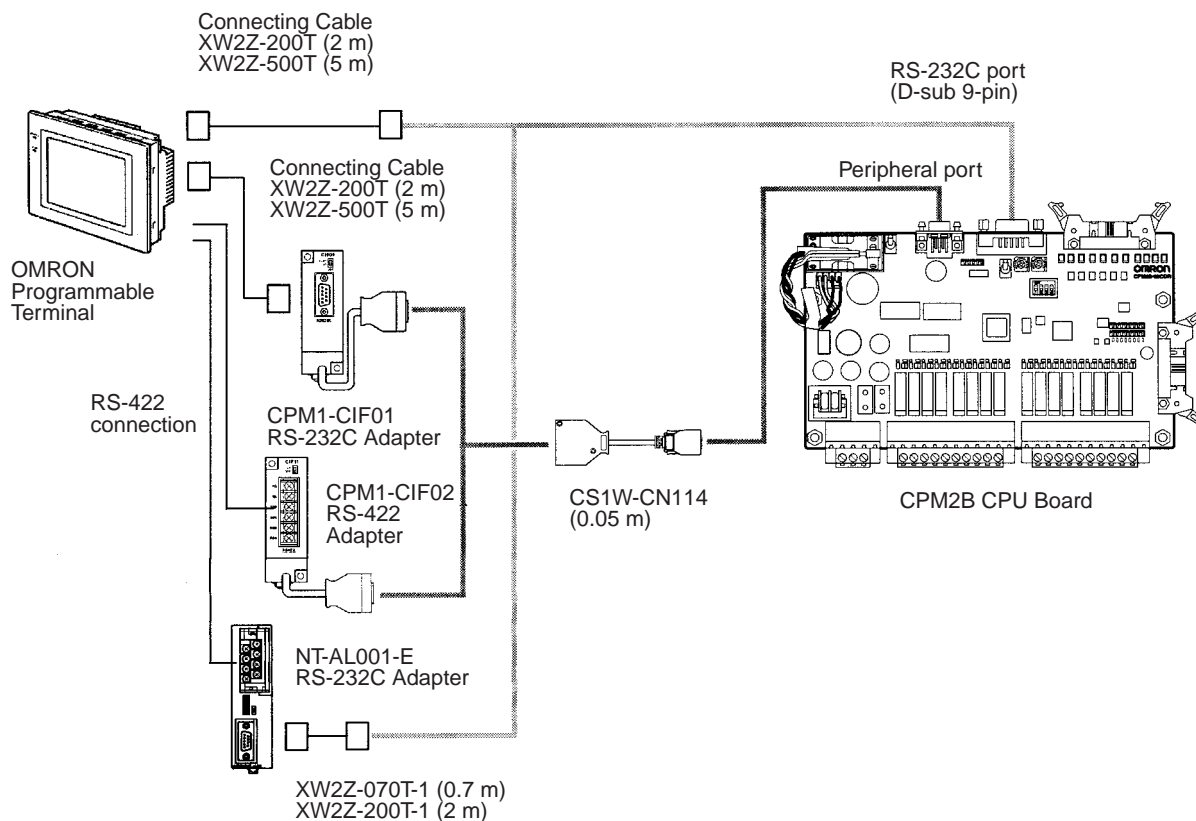 Connecting Cable
XW2Z-200T (2 m)
XW2Z-500T (5 m)
RS-232C port
(D-sub 9-pin)
Connecting Cable
XW2Z-200T (2 m)
XW2Z-500T (5 m)
Peripheral port
OMRON
Programmable
Terminal
OMRON
RS-422
connection
CPM1-CIF01
RS-232C Adapter
CPM1-CIF02
RS-422
Adapter
CS1W-CN114
(0.05 m)
CPM2B CPU Board
NT-AL001-E
RS-232C Adapter
XW2Z-070T-1 (0.7 m)
XW2Z-200T-1 (2 m)